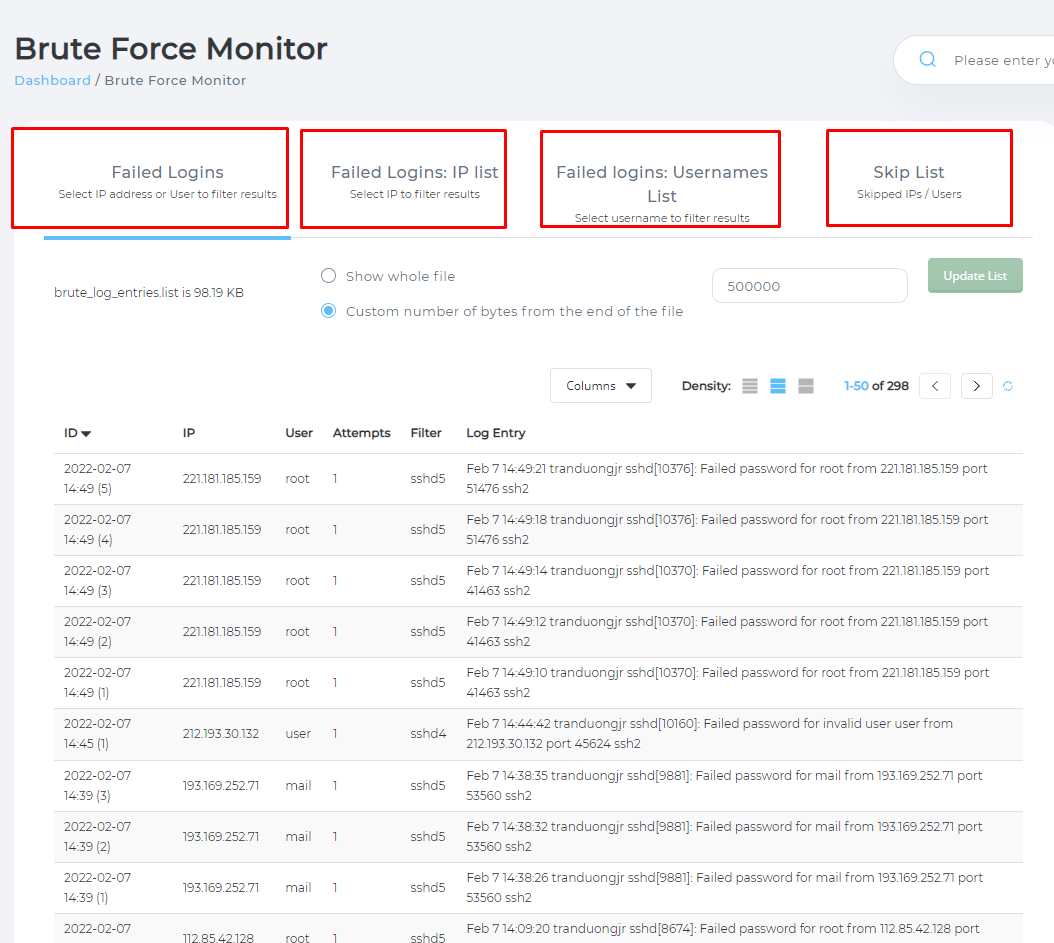 Brute Force Monitor
Dashboard / Brute Force Monitor
Please enter
Failed Logins
Select IP address or User to filter results
Failed Logins: IP list
Select IP to filter results
Failed logins: Usernames
List
Select username to filter results
Skip List
Skipped IPs / Users
brute_log_entries.list is 98.19 KB
Show whole file
Custom number of bytes from the end of the file
500000
Update List
Columns
Density:
1-50 of 298
ID IP User Attempts Filter Log Entry
2022-02-07 14:49 (5) 221.181.185.159 root 1 sshd5 Feb 7 14:49:21 tranduongjr sshd[10376]: Failed password for root from 221.181.185.159 port
51476 ssh2
2022-02-07 14:49 (4) 221.181.185.159 root 1 sshd5 Feb 7 14:49:18 tranduongjr sshd[10376]: Failed password for root from 221.181.185.159 port
51476 ssh2
2022-02-07 14:49 (3) 221.181.185.159 root 1 sshd5 Feb 7 14:49:14 tranduongjr sshd[10370]: Failed password for root from 221.181.185.159 port
41463 ssh2
2022-02-07 14:49 (2) 221.181.185.159 root 1 sshd5 Feb 7 14:49:12 tranduongjr sshd[10370]: Failed password for root from 221.181.185.159 port
41463 ssh2
2022-02-07 14:49 (1) 221.181.185.159 root 1 sshd5 Feb 7 14:49:10 tranduongjr sshd[10370]: Failed password for root from 221.181.185.159 port
41463 ssh2
2022-02-07 14:45 (1) 212.193.30.132 user 1 sshd4 Feb 7 14:44:42 tranduongjr sshd[10160]: Failed password for invalid user user from
212.193.30.132 port 45624 ssh2
2022-02-07 14:39 (3) 193.169.252.71 mail 1 sshd5 Feb 7 14:38:35 tranduongjr sshd[9881]: Failed password for mail from 193.169.252.71 port
53560 ssh2
2022-02-07 14:39 (2) 193.169.252.71 mail 1 sshd5 Feb 7 14:38:32 tranduongjr sshd[9881]: Failed password for mail from 193.169.252.71 port
53560 ssh2
2022-02-07 14:39 (1) 193.169.252.71 mail 1 sshd5 Feb 7 14:38:26 tranduongjr sshd[9881]: Failed password for mail from 193.169.252.71 port
53560 ssh2
2022-02-07 112.85.42.128 root 1 sshd5 Feb 7 14:09:20 tranduongjr sshd[8674]: Failed password for root from 112.85.42.128 port